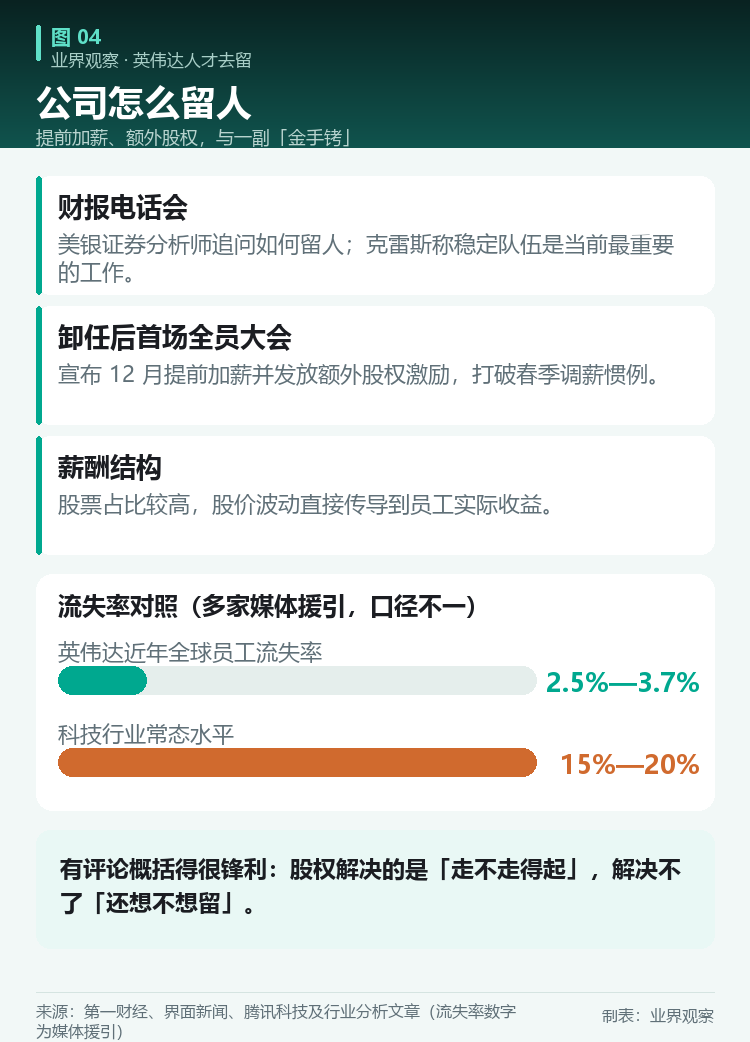 图 04
业界观察 · 英伟达人才去留
公司怎么留人
提前加薪、额外股权，与一副「金手铐」
财报电话会
美银证券分析师追问如何留人；克雷斯称稳定队伍是当前最重要
的工作。
卸任后首场全员大会
宣布 12 月提前加薪并发放额外股权激励，打破春季调薪惯例。
薪酬结构
股票占比较高，股价波动直接传导到员工实际收益。
流失率对照（多家媒体援引，口径不一）
英伟达近年全球员工流失率
2.5%—3.7%
科技行业常态水平
15%—20%
有评论概括得很锋利：股权解决的是「走不走得起」，解决不
了「还想不想留」。
来源：第一财经、界面新闻、腾讯科技及行业分析文章（流失率数字
为媒体援引）
制表：业界观察